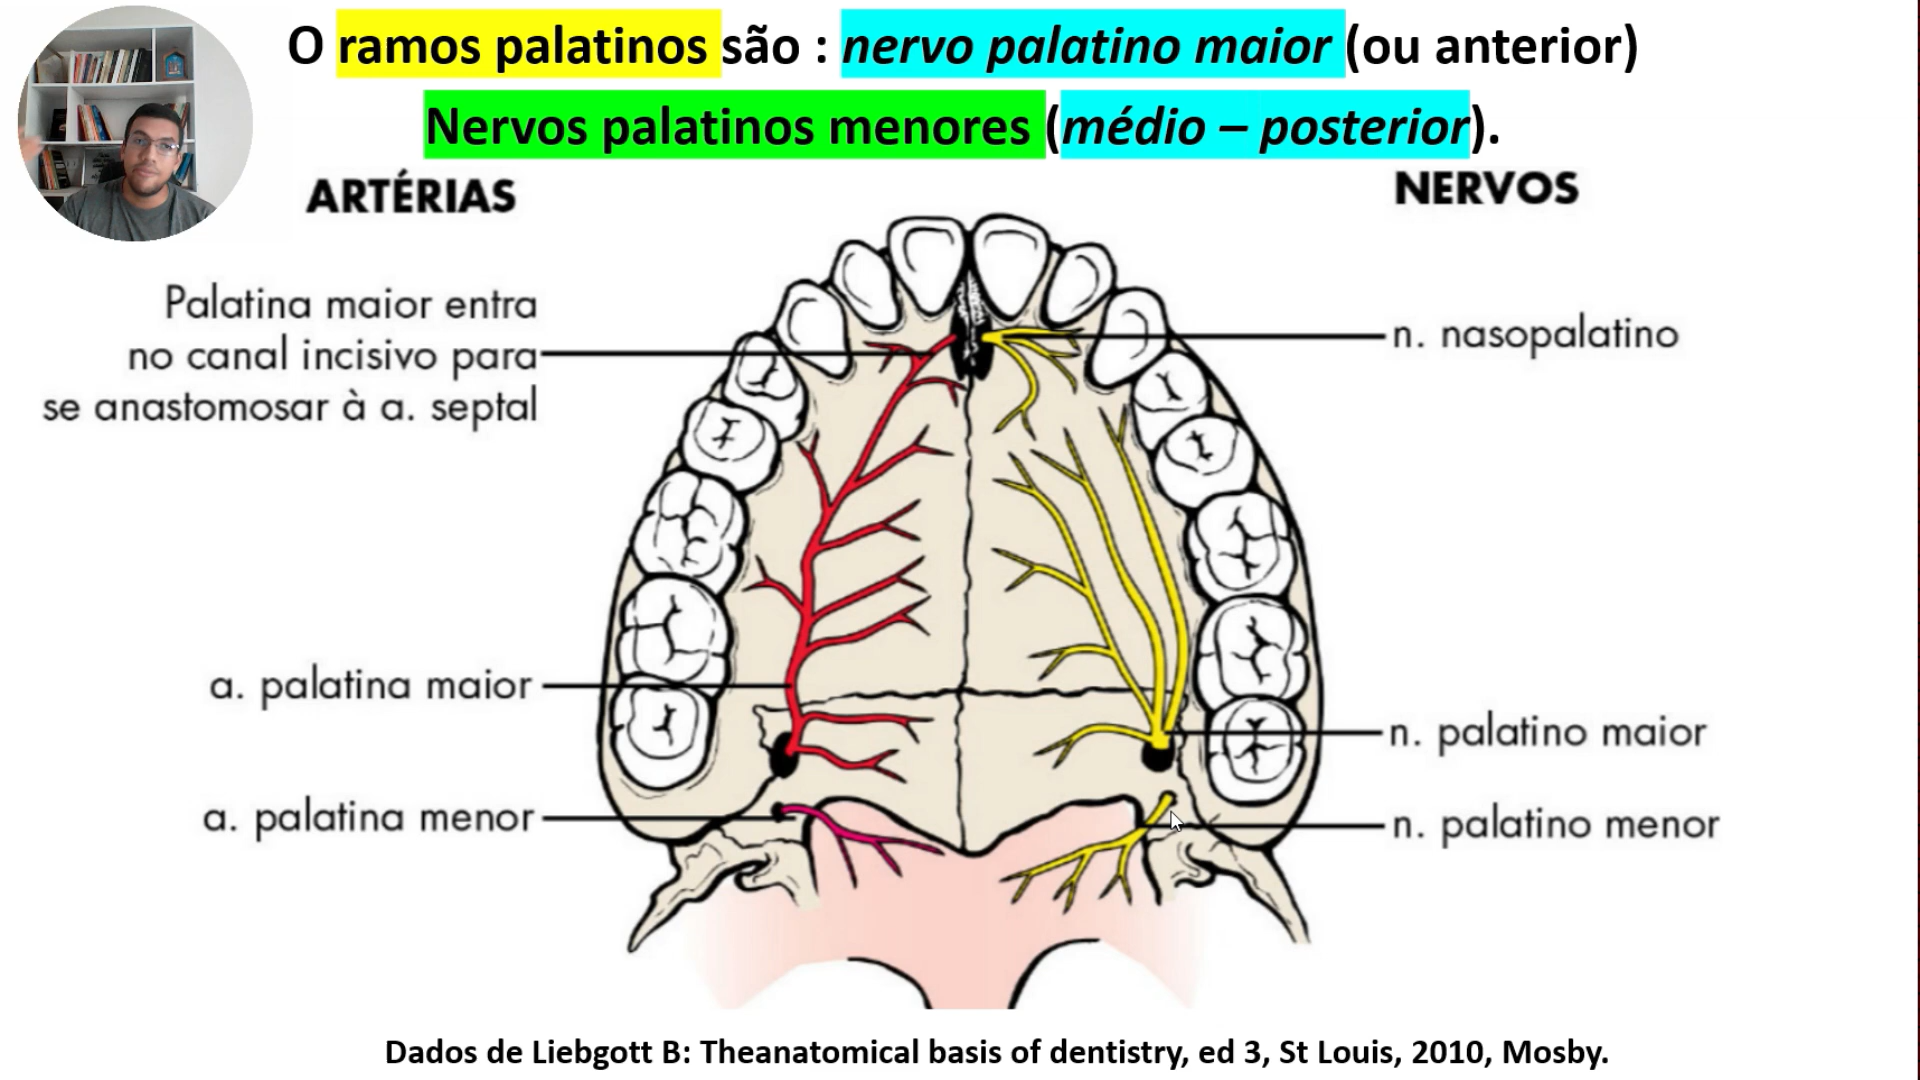 O ramos palatinos são : nervo palatino maior (ou anterior)
Nervos palatinos menores (médio – posterior).
ARTÉRIAS
NERVOS
Palatina maior entra
no canal incisivo para
se anastomosar à a. septal
n. nasopalatino
a. palatina maior
n. palatino maior
a. palatina menor
n. palatino menor
Dados de Liebgott B: Theanatomical basis of dentistry, ed 3, St Louis, 2010, Mosby.